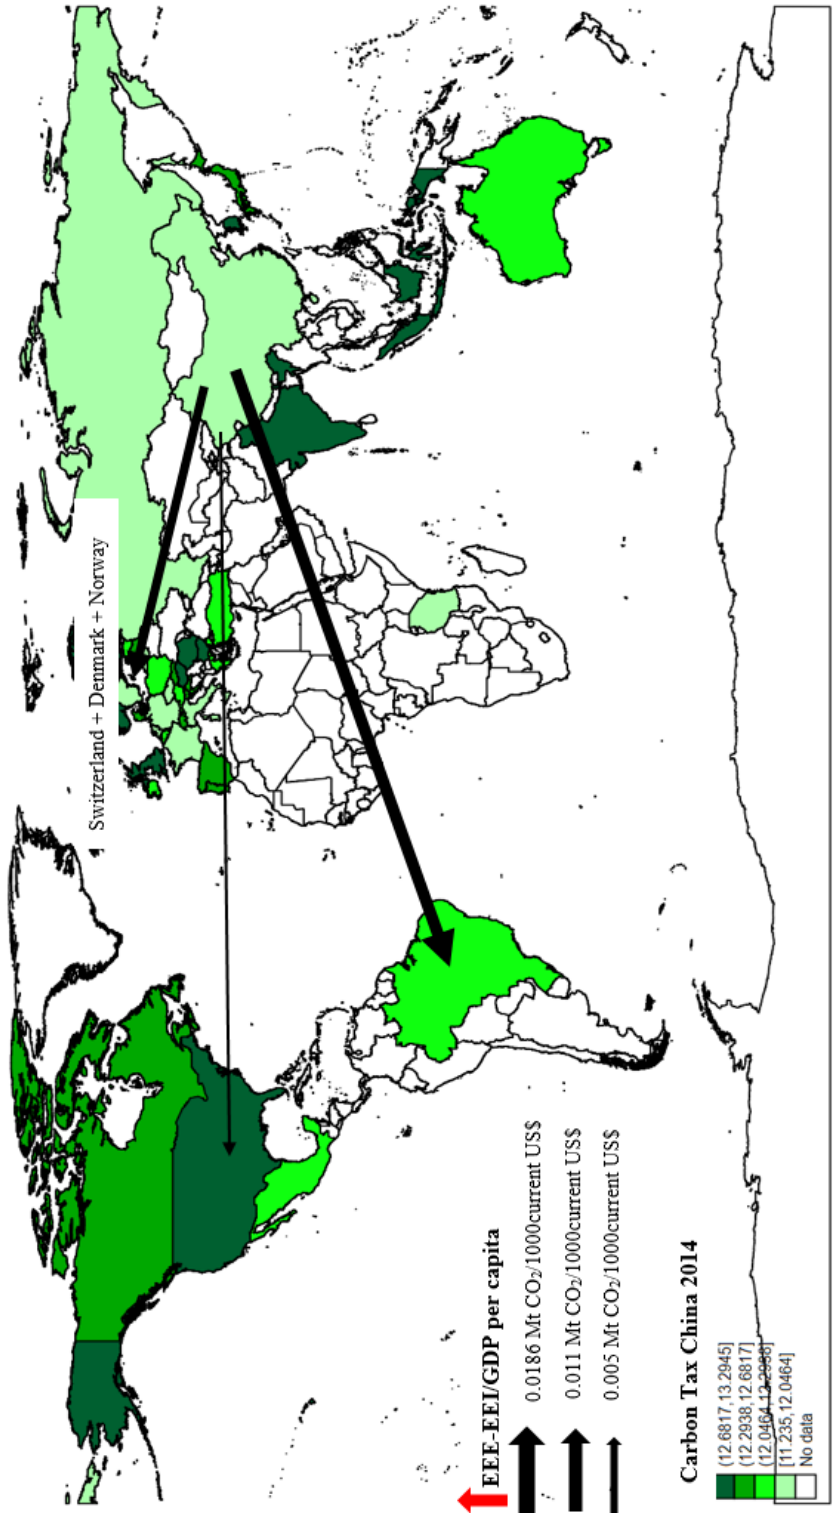 Switzerland + Denmark + Norway
EEE-EEI/GDP per capita
0.0186 Mt CO₂/1000current US$
0.011 Mt CO₂/1000current US$
0.005 Mt CO₂/1000current US$
Carbon Tax China 2014
(12.6817,13.2945]
(12.2938,12.6817]
(12.0464,12.2938]
[11.235,12.0464]
No data